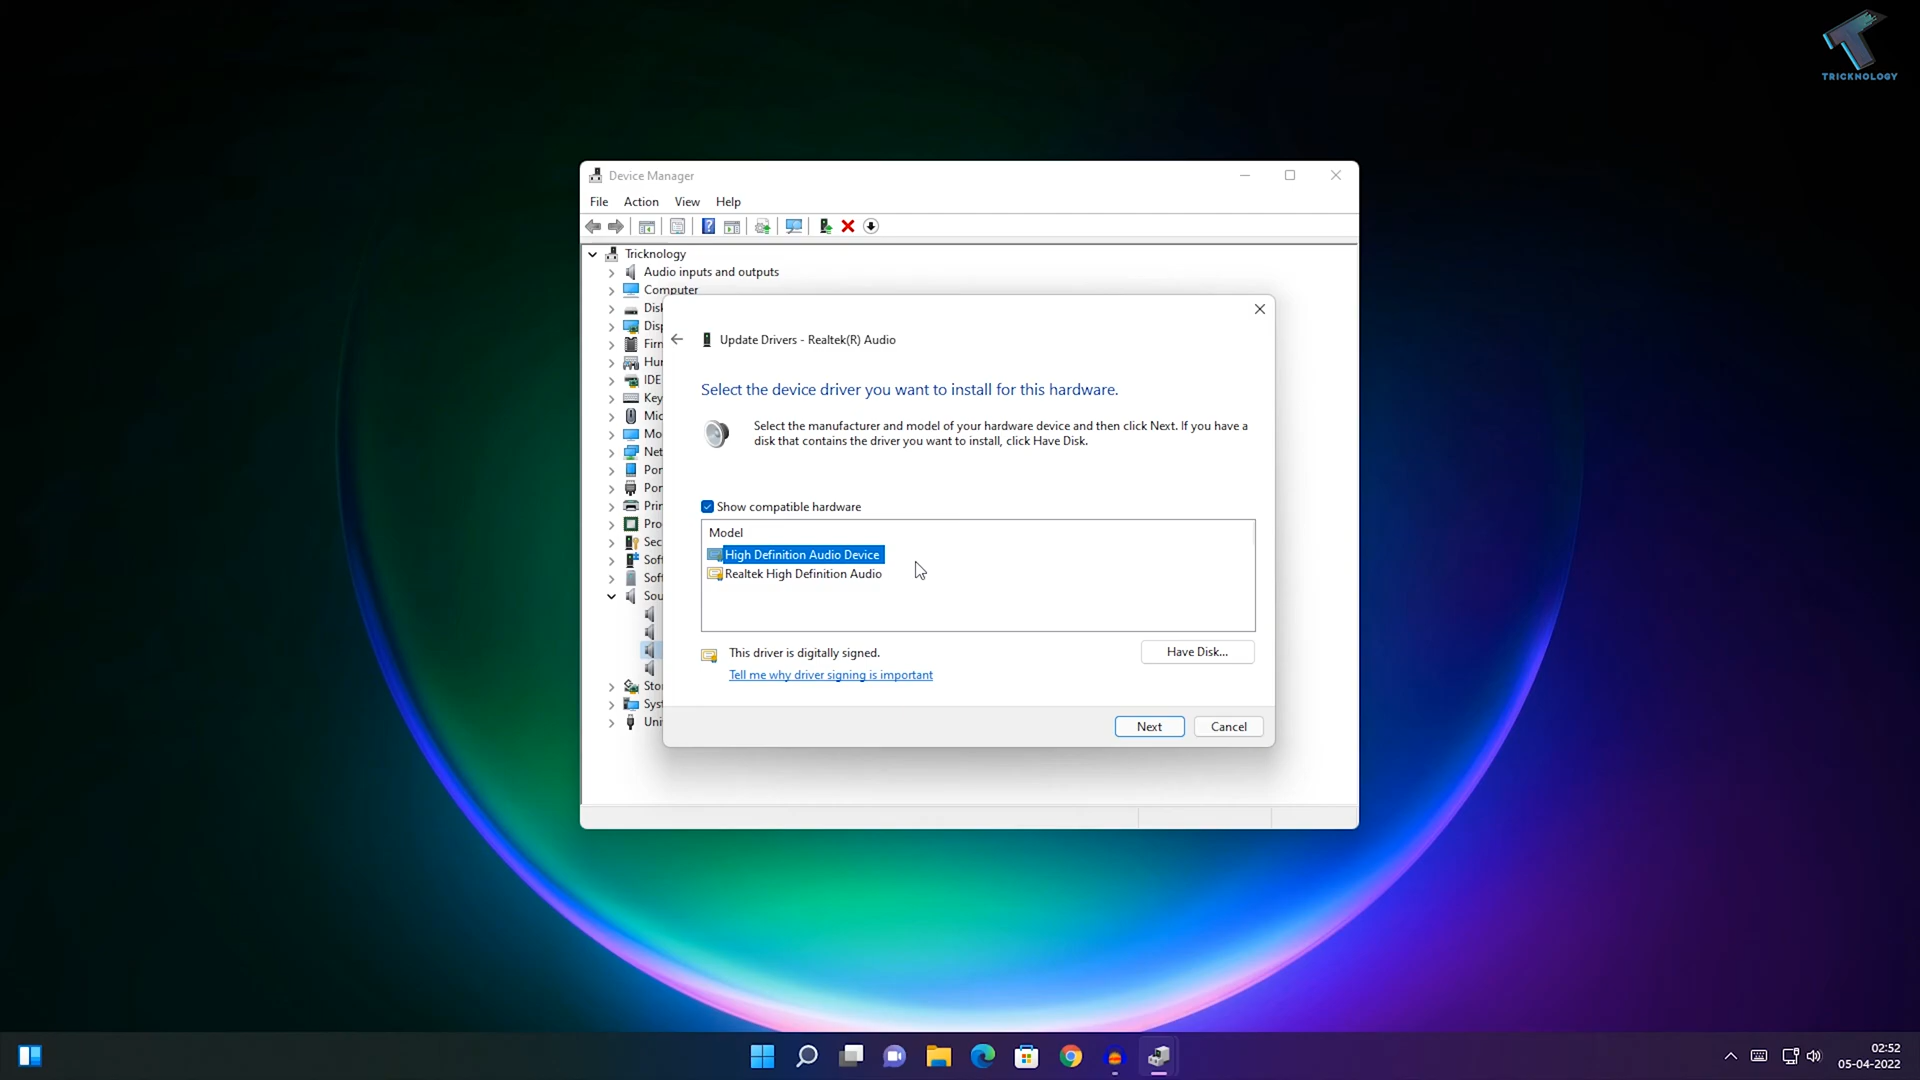 TRICKNOLOGY
Device Manager
File Action View Help
Tricknology
Audio inputs and outputs
Computer
Disk
Disp
Firn
Hur
IDE
Key
Mic
Mo
Net
Por
Por
Prin
Pro
Sec
Soft
Soft
Sou
Stor
Syst
Uni
Update Drivers - Realtek(R) Audio
Select the device driver you want to install for this hardware.
Select the manufacturer and model of your hardware device and then click Next. If you have a
disk that contains the driver you want to install, click Have Disk.
Show compatible hardware
Model
High Definition Audio Device
Realtek High Definition Audio
This driver is digitally signed.
Have Disk...
Tell me why driver signing is important
Next
Cancel
02:52
05-04-2022